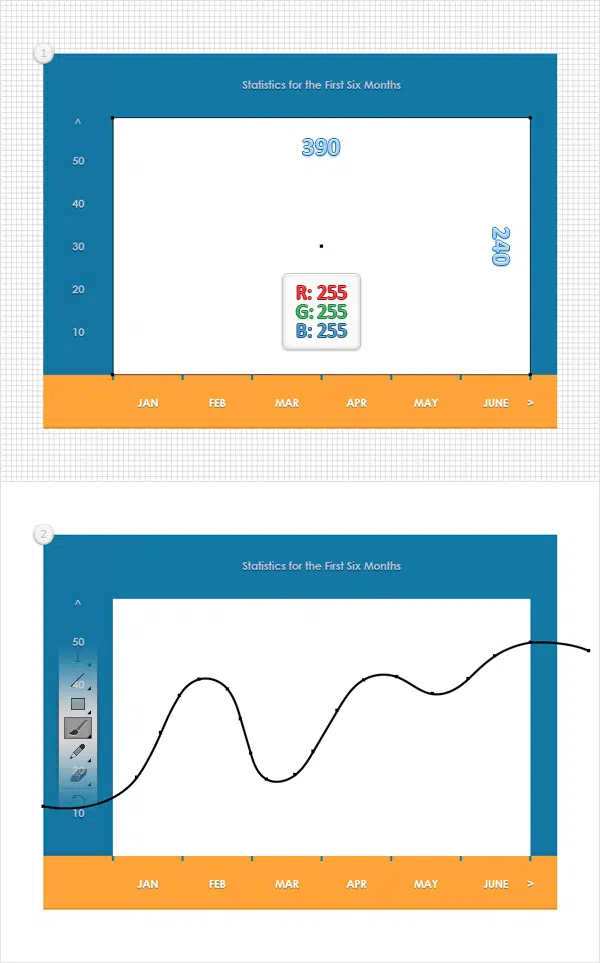 1
Statistics for the First Six Months
^
390
50
40
240
30
20
R: 255
G: 255
B: 255
10
JAN FEB MAR APR MAY JUNE >
2
Statistics for the First Six Months
^
50
40
20
10
JAN FEB MAR APR MAY JUNE >